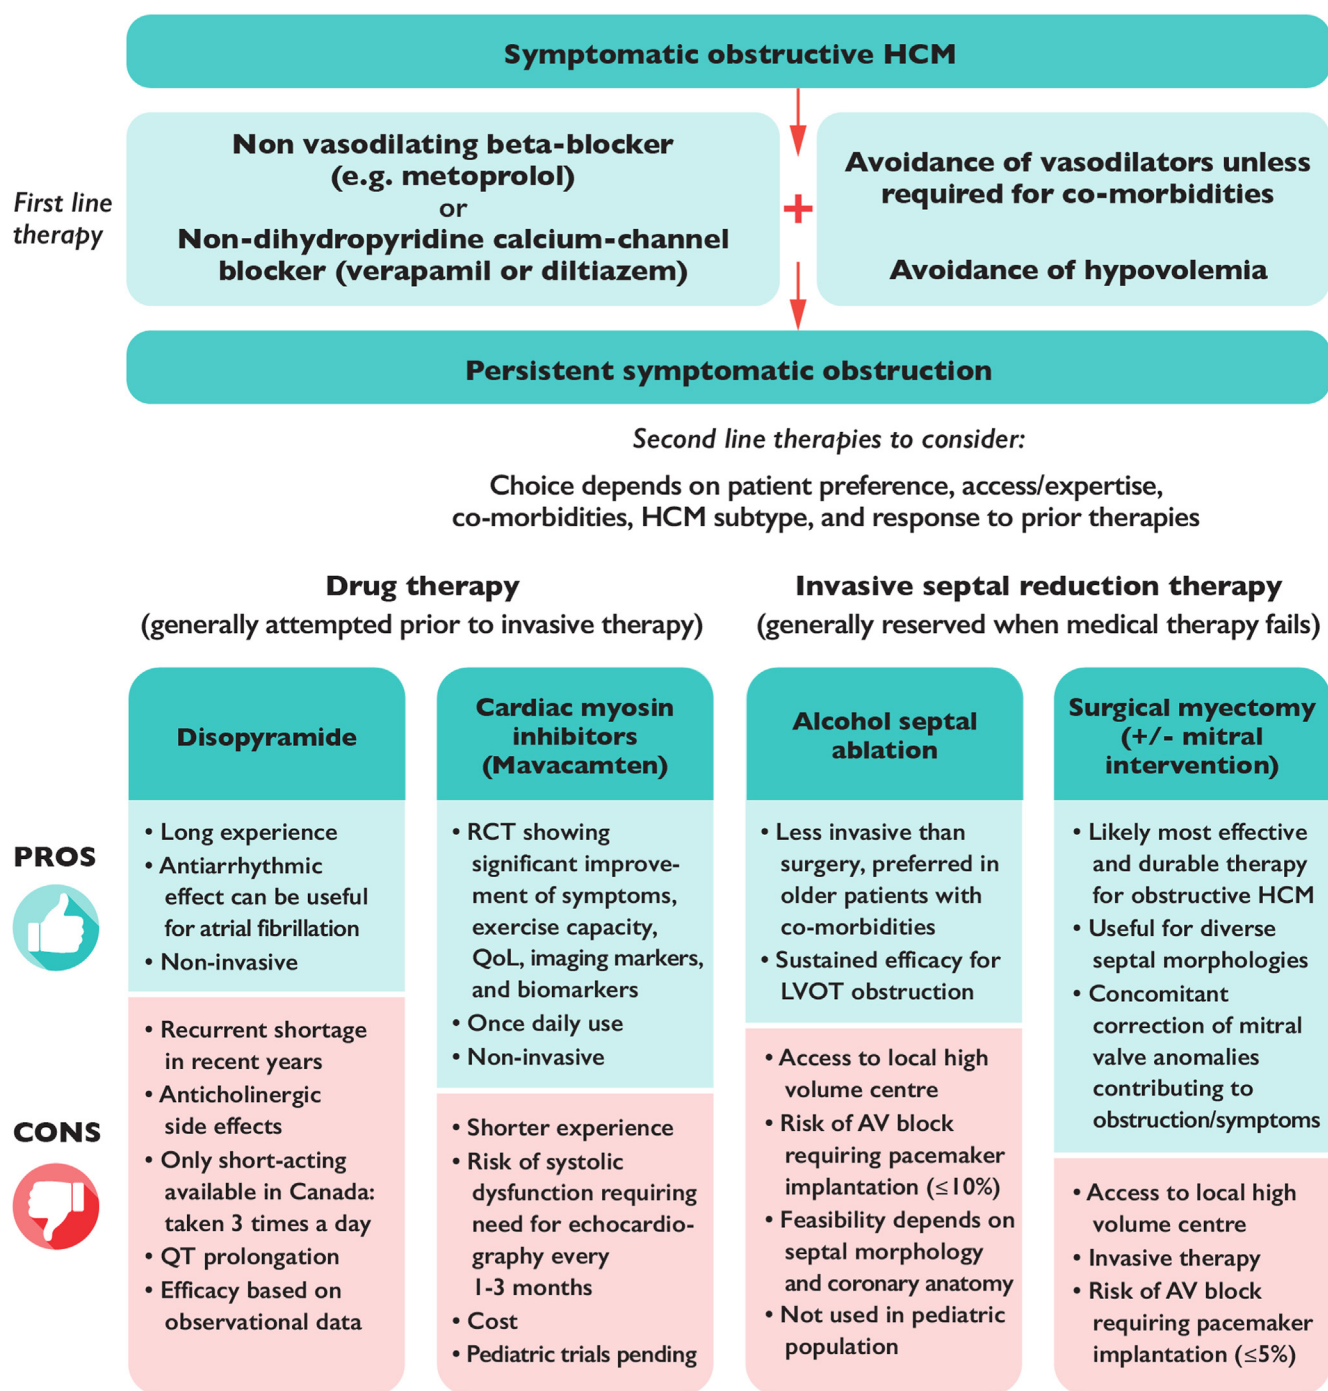 Symptomatic obstructive HCM
First line
therapy
Non vasodilating beta-blocker
(e.g. metoprolol)
or
Non-dihydropyridine calcium-channel
blocker (verapamil or diltiazem)
+
Avoidance of vasodilators unless
required for co-morbidities
Avoidance of hypovolemia
Persistent symptomatic obstruction
Second line therapies to consider:
Choice depends on patient preference, access/expertise,
co-morbidities, HCM subtype, and response to prior therapies
Drug therapy
(generally attempted prior to invasive therapy)
Invasive septal reduction therapy
(generally reserved when medical therapy fails)
PROS
CONS
Disopyramide
• Long experience
• Antiarrhythmic
effect can be useful
for atrial fibrillation
• Non-invasive
• Recurrent shortage
in recent years
• Anticholinergic
side effects
• Only short-acting
available in Canada:
taken 3 times a day
• QT prolongation
• Efficacy based on
observational data
Cardiac myosin
inhibitors
(Mavacamten)
• RCT showing
significant improve-
ment of symptoms,
exercise capacity,
QoL, imaging markers,
and biomarkers
• Once daily use
• Non-invasive
• Shorter experience
• Risk of systolic
dysfunction requiring
need for echocardio-
graphy every
1-3 months
• Cost
• Pediatric trials pending
Alcohol septal
ablation
• Less invasive than
surgery, preferred in
older patients with
co-morbidities
• Sustained efficacy for
LVOT obstruction
• Access to local high
volume centre
• Risk of AV block
requiring pacemaker
implantation (≤10%)
• Feasibility depends on
septal morphology
and coronary anatomy
• Not used in pediatric
population
Surgical myectomy
(+/- mitral
intervention)
• Likely most effective
and durable therapy
for obstructive HCM
• Useful for diverse
septal morphologies
• Concomitant
correction of mitral
valve anomalies
contributing to
obstruction/symptoms
• Access to local high
volume centre
• Invasive therapy
• Risk of AV block
requiring pacemaker
implantation (≤5%)